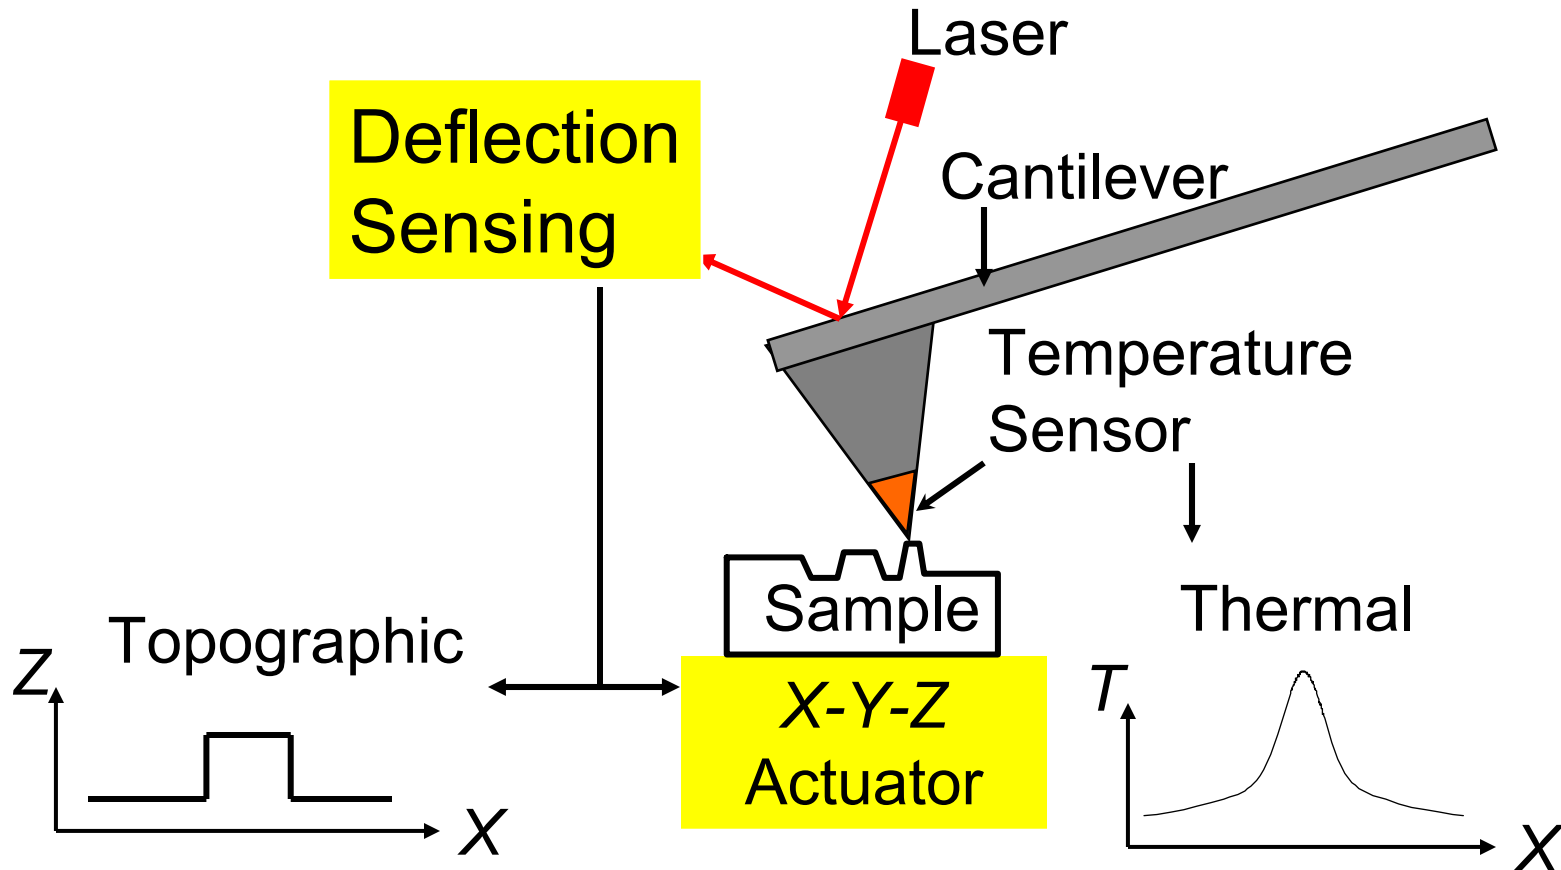 Laser
Deflection
Sensing
Cantilever
Temperature
Sensor
Sample
Thermal
Topographic
Z
X-Y-Z
Actuator
T
X
X